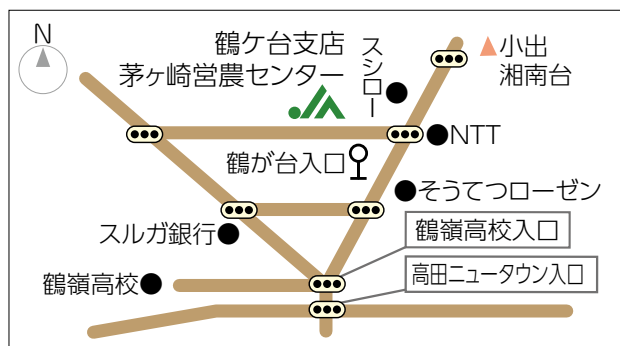 N
鶴ケ台支店
茅ヶ崎営農センター
スシロー
小出
湘南台
NTT
鶴が台入口
そうてつローゼン
スルガ銀行
鶴嶺高校入口
鶴嶺高校
高田ニュータウン入口